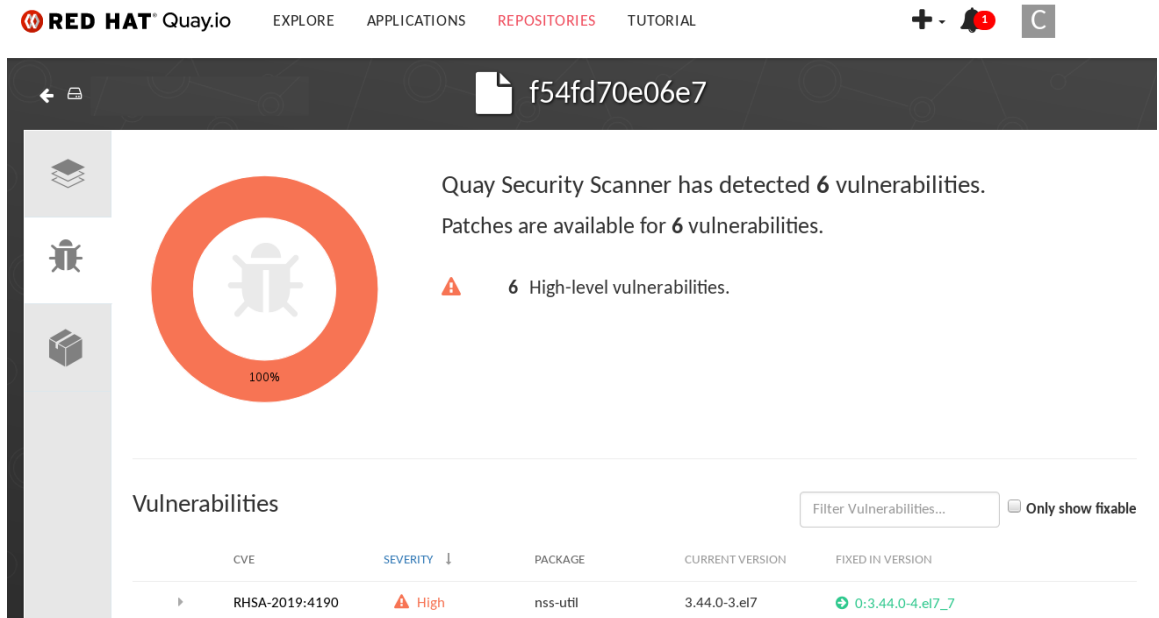 RED HAT Quay.io EXPLORE APPLICATIONS REPOSITORIES TUTORIAL 1 C
f54fd70e06e7
Quay Security Scanner has detected 6 vulnerabilities.
Patches are available for 6 vulnerabilities.
6 High-level vulnerabilities.
100%
Vulnerabilities Filter Vulnerabilities... Only show fixable
CVE SEVERITY ↓ PACKAGE CURRENT VERSION FIXED IN VERSION
RHSA-2019:4190 High nss-util 3.44.0-3.el7 0:3.44.0-4.el7_7